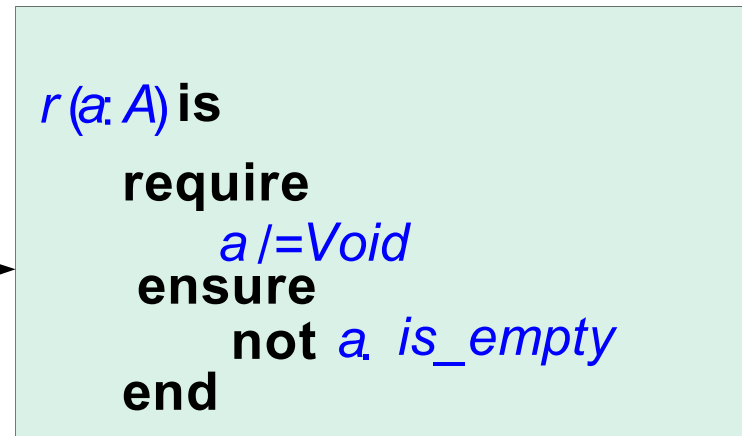 r (a: A) is
require
a /= Void
ensure
not a. is_empty
end